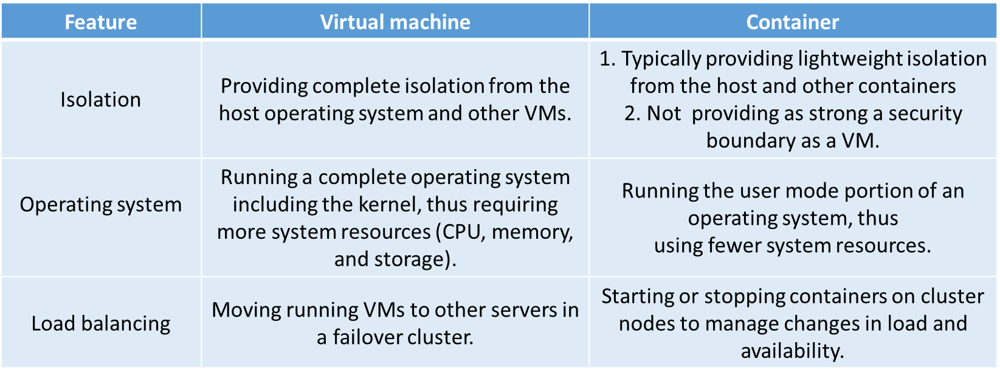 Feature
Virtual machine
Container
Isolation
Providing complete isolation from the
host operating system and other VMs.
1. Typically providing lightweight isolation
from the host and other containers
2. Not  providing as strong a security
boundary as a VM.
Operating system
Running a complete operating system
including the kernel, thus requiring
more system resources (CPU, memory,
and storage).
Running the user mode portion of an
operating system, thus
using fewer system resources.
Load balancing
Moving running VMs to other servers in
a failover cluster.
Starting or stopping containers on cluster
nodes to manage changes in load and
availability.